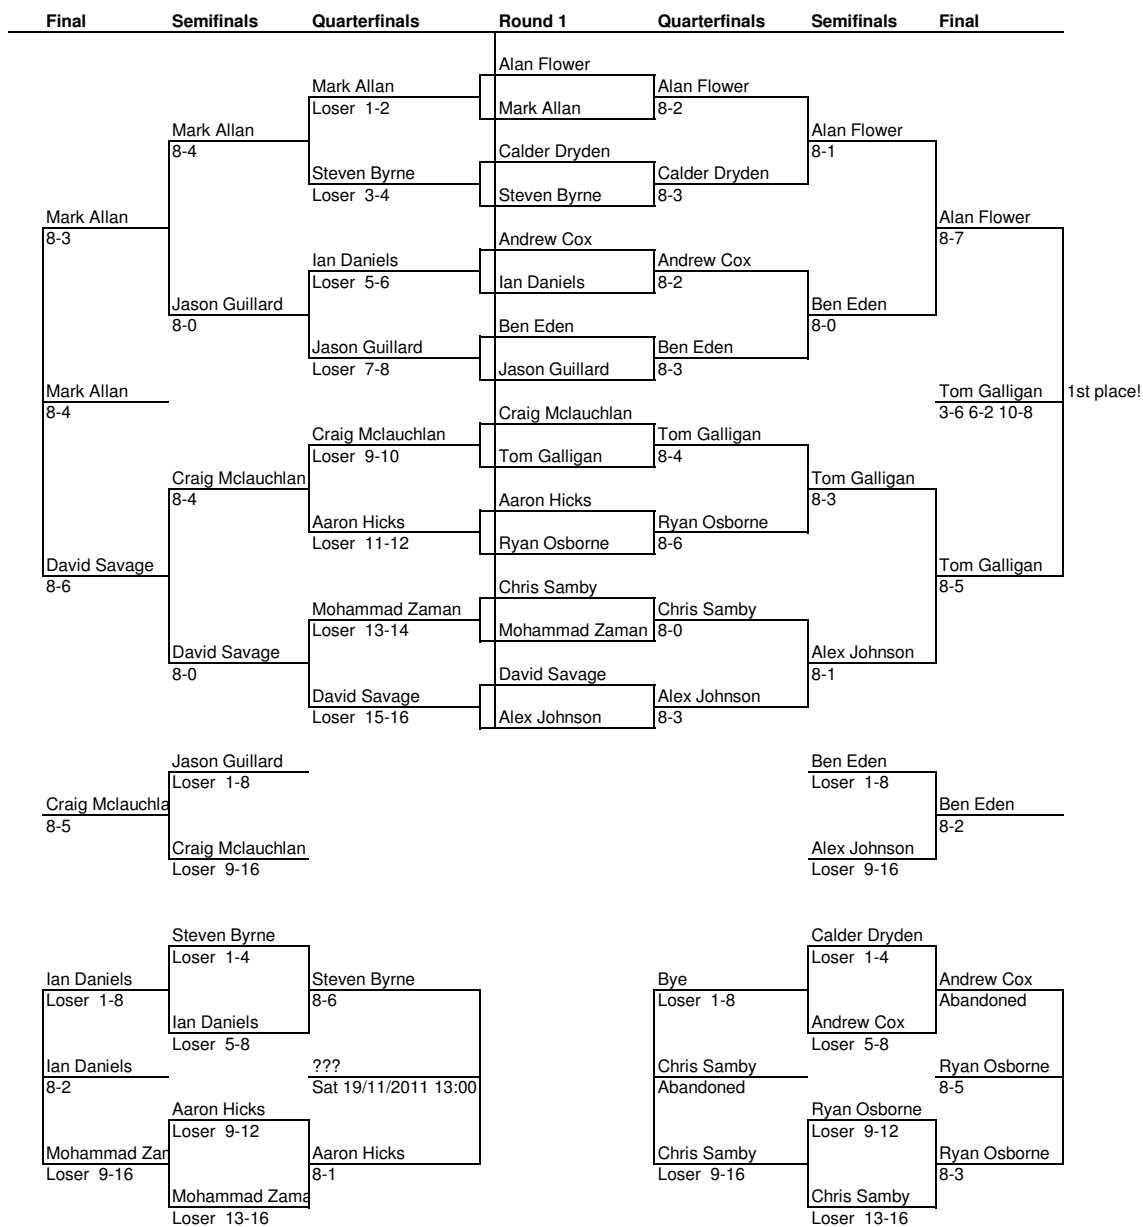 Final Semifinals Quarterfinals Round 1 Quarterfinals Semifinals Final
Alan Flower
Mark Allan Alan Flower
Loser 1-2 Mark Allan 8-2
Mark Allan Alan Flower
8-4 Calder Dryden 8-1
Steven Byrne Calder Dryden
Loser 3-4 Steven Byrne 8-3
Mark Allan Alan Flower
8-3 Andrew Cox 8-7
Ian Daniels Andrew Cox
Loser 5-6 Ian Daniels 8-2
Jason Guillard Ben Eden
8-0 Ben Eden 8-0
Jason Guillard Ben Eden
Loser 7-8 Jason Guillard 8-3
Mark Allan Tom Galligan 1st place!
8-4 Craig Mclauchlan 3-6 6-2 10-8
Craig Mclauchlan Tom Galligan
Loser 9-10 Tom Galligan 8-4
Craig Mclauchlan Tom Galligan
8-4 Aaron Hicks 8-3
Aaron Hicks Ryan Osborne
Loser 11-12 Ryan Osborne 8-6
David Savage Tom Galligan
8-6 Chris Samby 8-5
Mohammad Zaman Chris Samby
Loser 13-14 Mohammad Zaman 8-0
David Savage Alex Johnson
8-0 David Savage 8-1
David Savage Alex Johnson
Loser 15-16 Alex Johnson 8-3
Jason Guillard Ben Eden
Loser 1-8 Loser 1-8
Craig Mclauchla Ben Eden
8-5 8-2
Craig Mclauchlan Alex Johnson
Loser 9-16 Loser 9-16
Steven Byrne Calder Dryden
Loser 1-4 Loser 1-4
Ian Daniels Steven Byrne Bye Andrew Cox
Loser 1-8 8-6 Loser 1-8 Abandoned
Ian Daniels Andrew Cox
Loser 5-8 Loser 5-8
Ian Daniels ??? Chris Samby Ryan Osborne
8-2 Sat 19/11/2011 13:00 Abandoned 8-5
Aaron Hicks Ryan Osborne
Loser 9-12 Loser 9-12
Mohammad Zar Aaron Hicks Chris Samby Ryan Osborne
Loser 9-16 8-1 Loser 9-16 8-3
Mohammad Zama Chris Samby
Loser 13-16 Loser 13-16